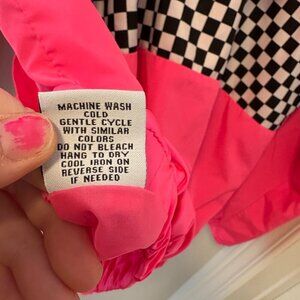 MACHINE WASH
COLD
GENTLE CYCLE
WITH SIMILAR
COLORS
DO NOT BLEACH
HANG TO DRY
COOL IRON ON
REVERSE SIDE
IF NEEDED